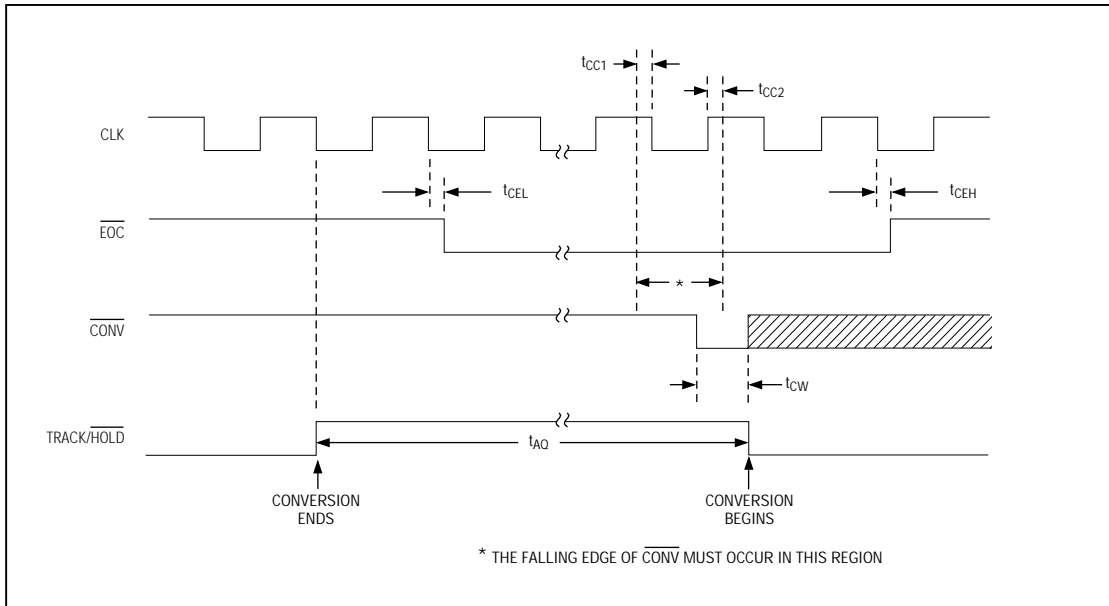 tCC1
tCC2
CLK
tCEL
tCEH
EOC
*
CONV
tCW
TRACK/HOLD
tAQ
CONVERSION
ENDS
CONVERSION
BEGINS
* THE FALLING EDGE OF CONV MUST OCCUR IN THIS REGION